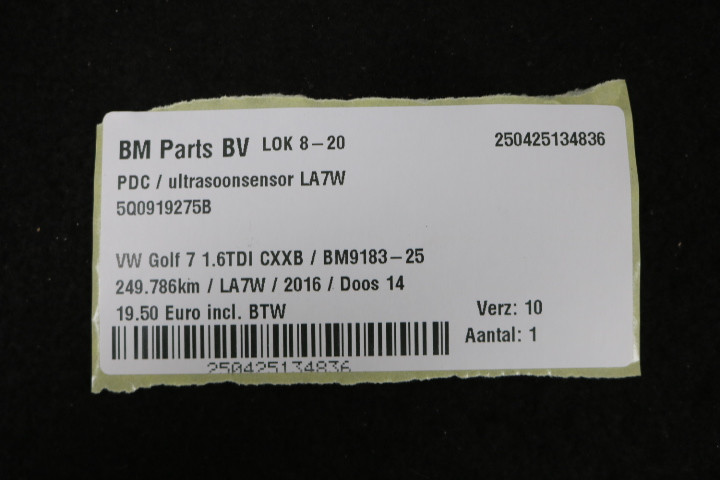 BM Parts BV LOK 8-20 250425134836
PDC / ultrasoonsensor LA7W
5Q0919275B
VW Golf 7 1.6TDI CXXB / BM9183-25
249.786km / LA7W / 2016 / Doos 14
19.50 Euro incl. BTW Verz: 10
Aantal: 1
250425134836